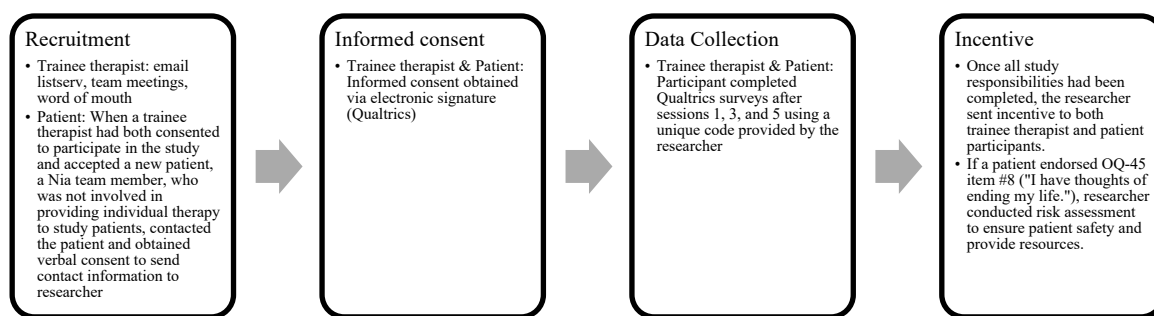 Recruitment
• Trainee therapist: email
listserv, team meetings,
word of mouth
• Patient: When a trainee
therapist had both consented
to participate in the study
and accepted a new patient,
a Nia team member, who
was not involved in
providing individual therapy
to study patients, contacted
the patient and obtained
verbal consent to send
contact information to
researcher
Informed consent
• Trainee therapist & Patient:
Informed consent obtained
via electronic signature
(Qualtrics)
Data Collection
• Trainee therapist & Patient:
Participant completed
Qualtrics surveys after
sessions 1, 3, and 5 using a
unique code provided by the
researcher
Incentive
• Once all study
responsibilities had been
completed, the researcher
sent incentive to both
trainee therapist and patient
participants.
• If a patient endorsed OQ-45
item #8 ("I have thoughts of
ending my life."), researcher
conducted risk assessment
to ensure patient safety and
provide resources.